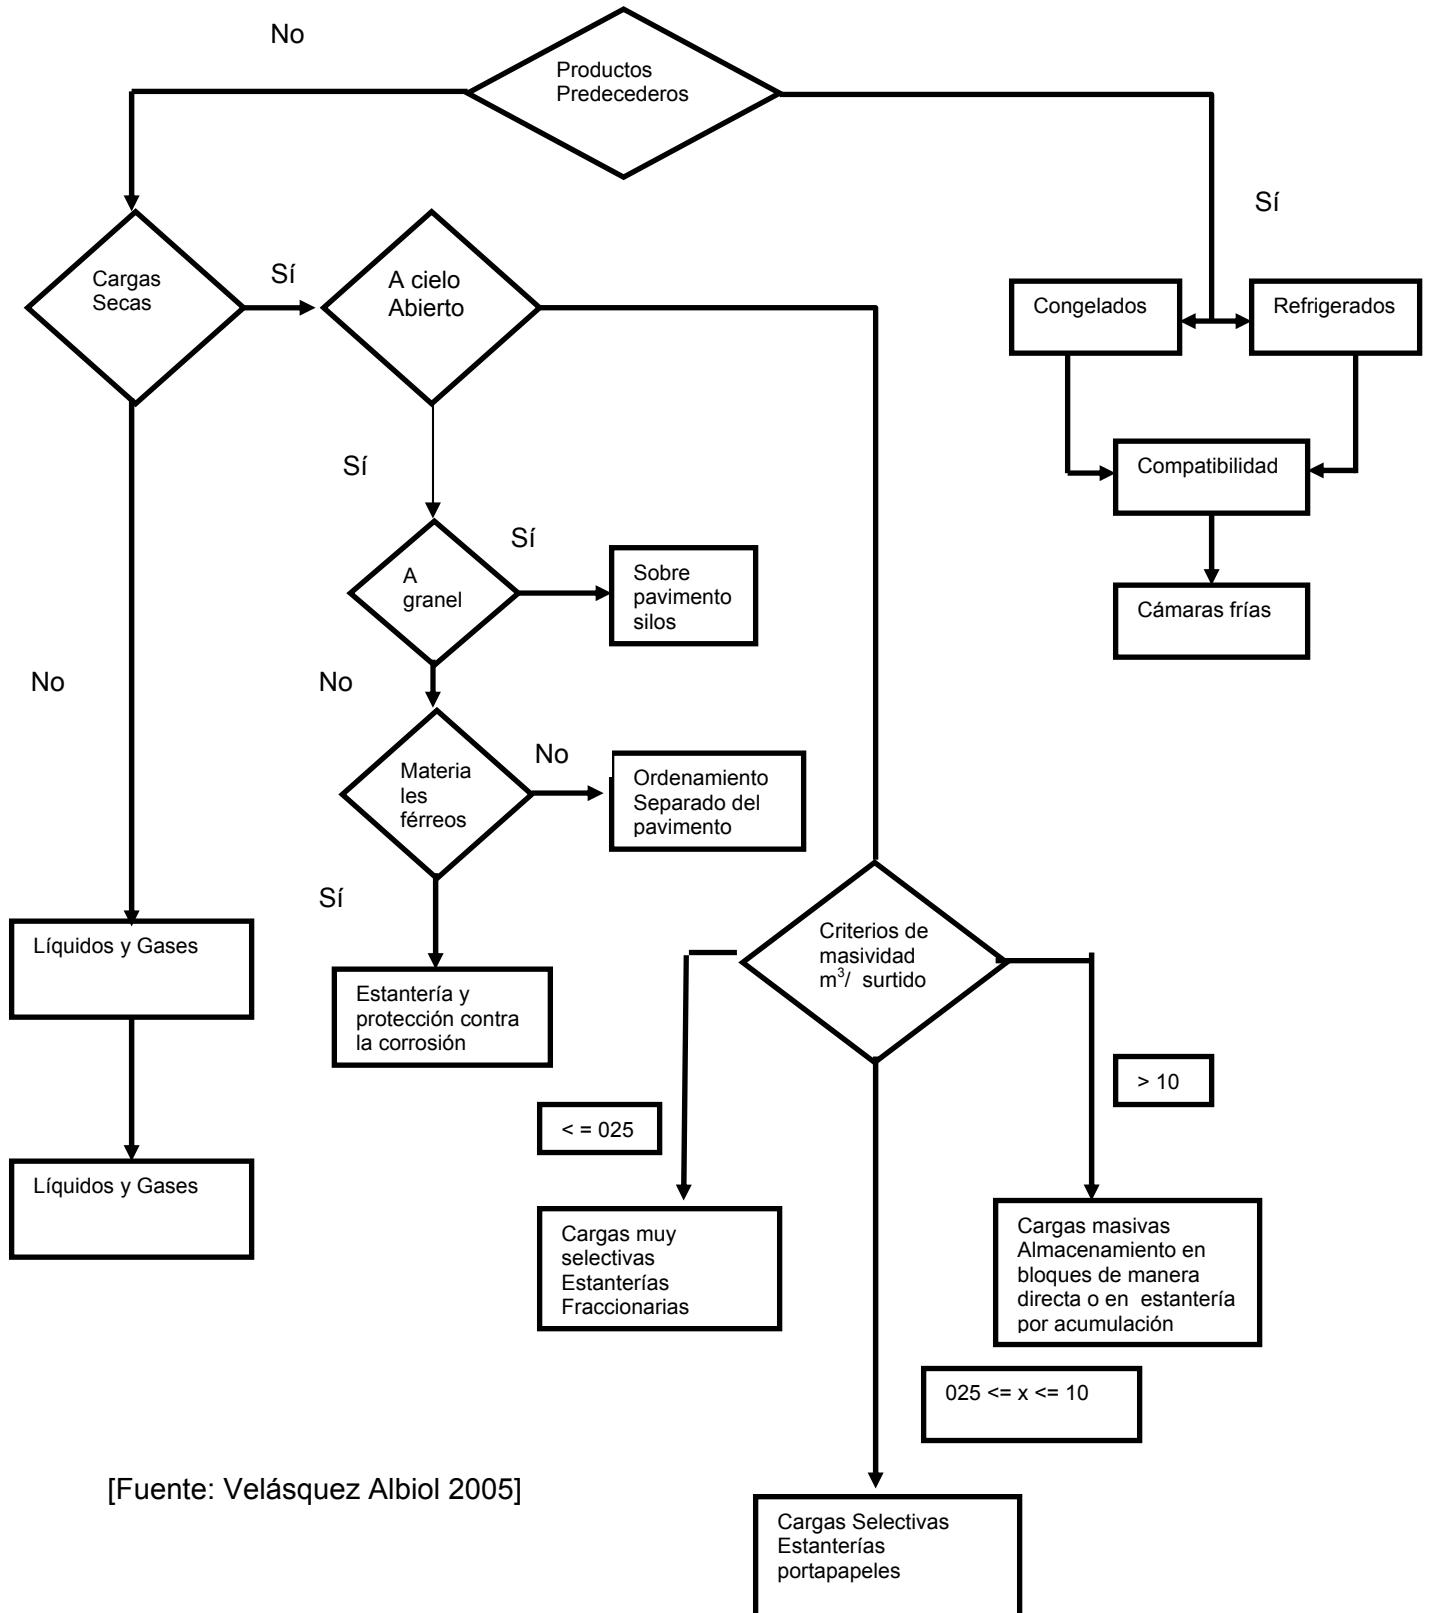 No
Productos
Predecederos
Sí
Cargas
Secas
Sí
A cielo
Abierto
Congelados
Refrigerados
Compatibilidad
Cámaras frías
Sí
A
granel
Sí
Sobre
pavimento
silos
No
No
Materia
les
férreos
No
Ordenamiento
Separado del
pavimento
Sí
Líquidos y Gases
Estantería y
protección contra
la corrosión
Criterios de
masividad
m³/ surtido
> 10
< = 025
Líquidos y Gases
Cargas muy
selectivas
Estanterías
Fraccionarias
Cargas masivas
Almacenamiento en
bloques de manera
directa o en estantería
por acumulación
025 <= x <= 10
[Fuente: Velásquez Albiol 2005]
Cargas Selectivas
Estanterías
portapapeles